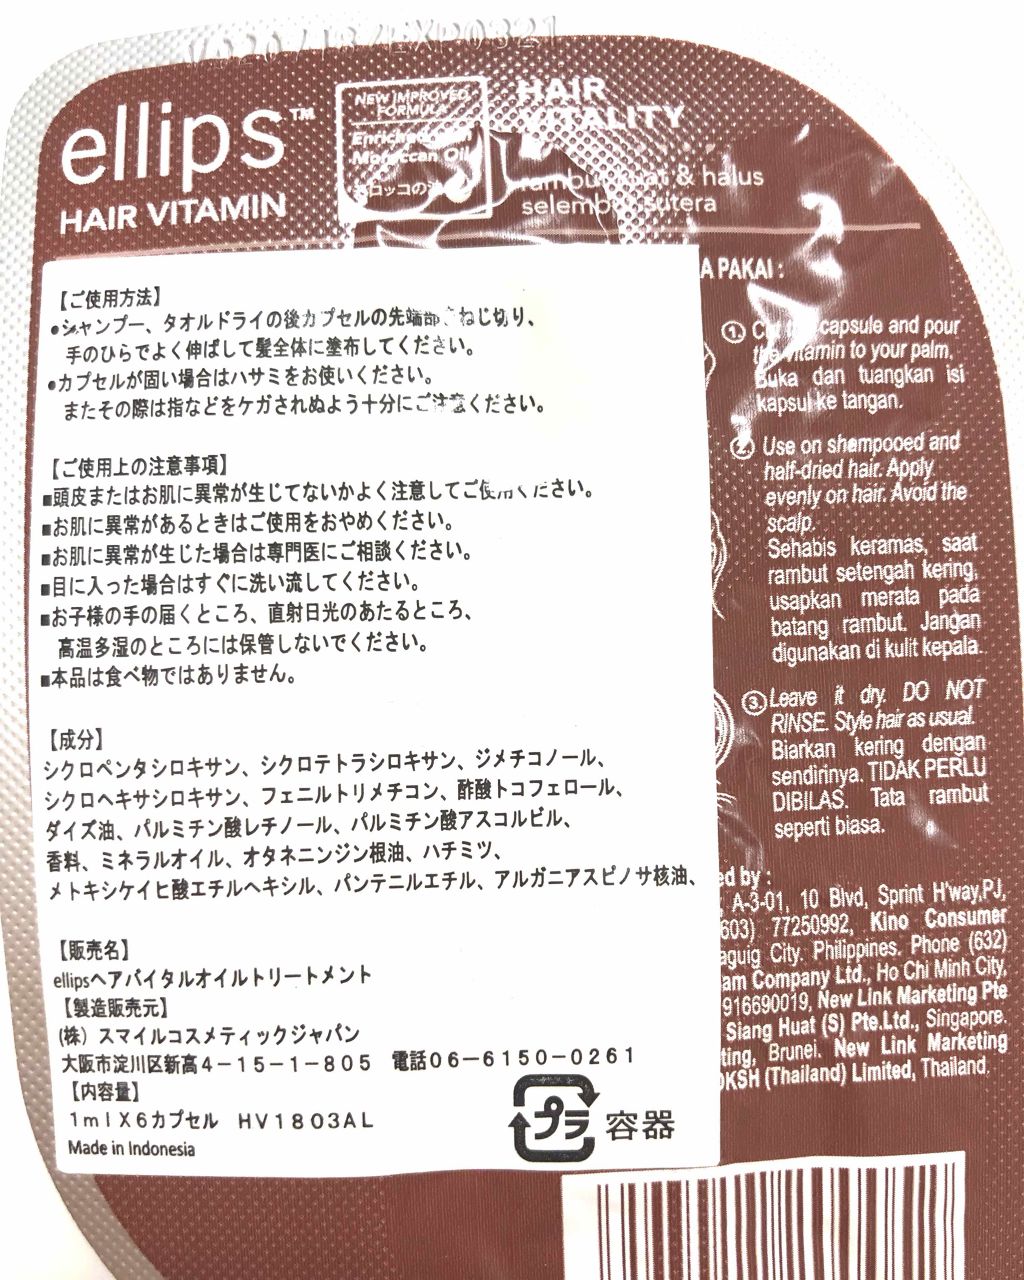 EXP0321
ellips™
HAIR VITAMIN
NEW IMPROVED
FORMULA
Enriched
Moroccan Oil
HAIR
VITALITY
& halus
selembut sutera
【ご使用方法】
●シャンプー、タオルドライの後カプセルの先端部をねじ切り、
手のひらでよく伸ばして髪全体に塗布してください。
●カプセルが固い場合はハサミをお使いください。
またその際は指などをケガされぬよう十分にご注意ください。
【ご使用上の注意事項】
■頭皮またはお肌に異常が生じてないかよく注意してご使用ください。
■お肌に異常があるときはご使用をおやめください。
■お肌に異常が生じた場合は専門医にご相談ください。
■目に入った場合はすぐに洗い流してください。
■お子様の手の届くところ、直射日光のあたるところ、
高温多湿のところには保管しないでください。
■本品は食べ物ではありません。
【成分】
シクロペンタシロキサン、シクロテトラシロキサン、ジメチコノール、
シクロヘキサシロキサン、フェニルトリメチコン、酢酸トコフェロール、
ダイズ油、パルミチン酸レチノール、パルミチン酸アスコルビル、
香料、ミネラルオイル、オタネニンジン根油、ハチミツ、
メトキシケイヒ酸エチルヘキシル、パンテニルエチル、アルガニアスピノサ核油、
【販売名】
ellipsヘアバイタルオイルトリートメント
【製造販売元】
(株）スマイルコスメティックジャパン
大阪市淀川区新高４－１５－１－８０５　電話０６－６１５０－０２６１
【内容量】
１ｍｌＸ６カプセル　ＨＶ１８０３ＡＬ
Made in Indonesia
プラ 容器
A PAKAI :
1. capsule and pour
the vitamin to your palm.
Buka dan tuangkan isi
kapsul ke tangan.
2. Use on shampooed and
half-dried hair. Apply
evenly on hair. Avoid the
scalp.
Sehabis keramas, saat
rambut setengah kering,
usapkan merata pada
batang rambut. Jangan
digunakan di kulit kepala.
3. Leave it dry. DO NOT
RINSE. Style hair as usual.
Biarkan kering dengan
sendirinya. TIDAK PERLU
DIBILAS. Tata rambut
seperti biasa.
ed by :
A-3-01, 10 Blvd, Sprint H'way,PJ,
603) 77250992, Kino Consumer
aguig City. Philippines. Phone (632)
am Company Ltd., Ho Chi Minh City,
916690019, New Link Marketing Pte
Siang Huat (S) Pte.Ltd., Singapore.
ting, Brunei. New Link Marketing
DKSH (Thailand) Limited, Thailand.